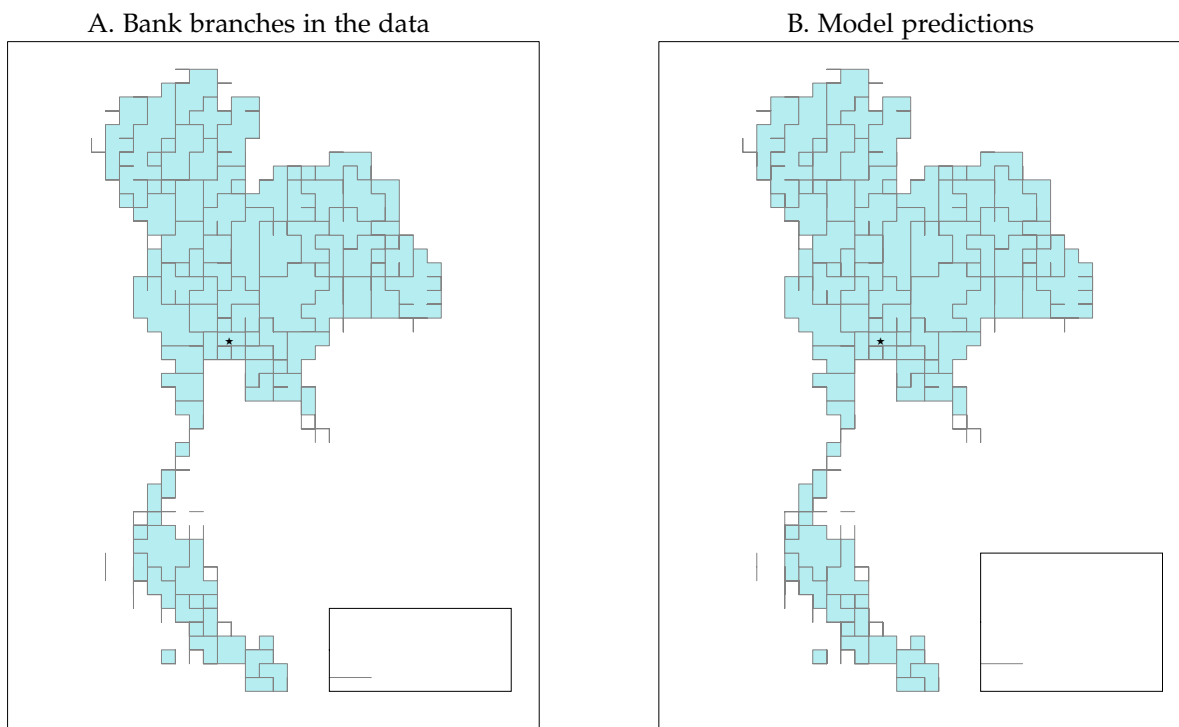 A. Bank branches in the data
B. Model predictions